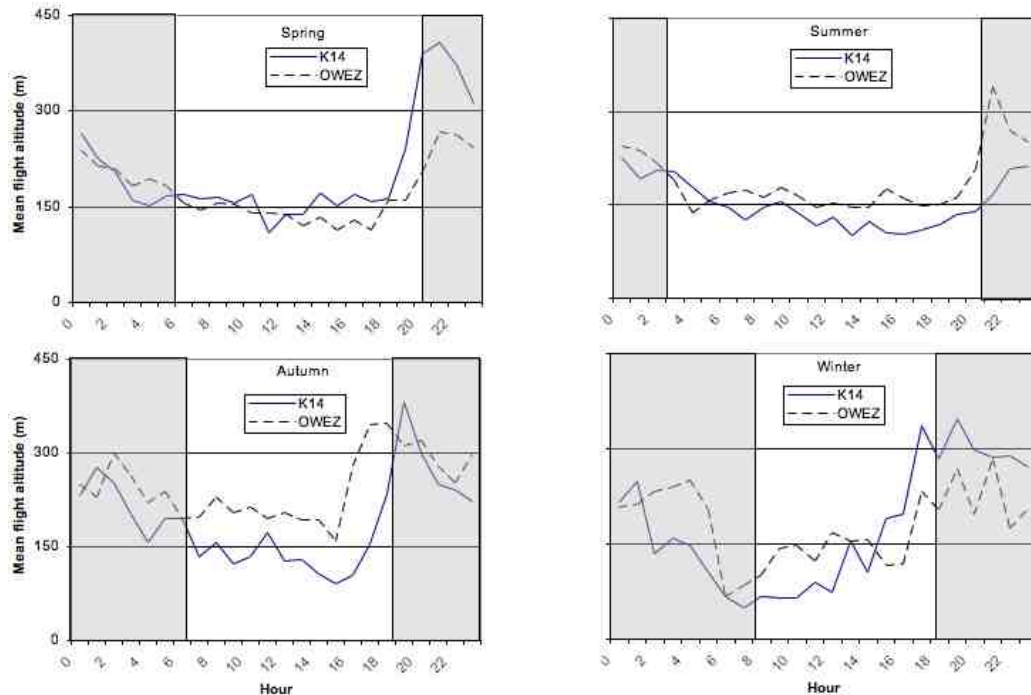 Spring
K14
OWEZ
Mean flight altitude (m)
450
300
150
0
0 2 4 6 8 10 12 14 16 18 20 22
Summer
K14
OWEZ
0 2 4 6 8 10 12 14 16 18 20 22
Autumn
K14
OWEZ
Mean flight altitude (m)
450
300
150
0
0 2 4 6 8 10 12 14 16 18 20 22
Hour
Winter
K14
OWEZ
0 2 4 6 8 10 12 14 16 18 20 22
Hour